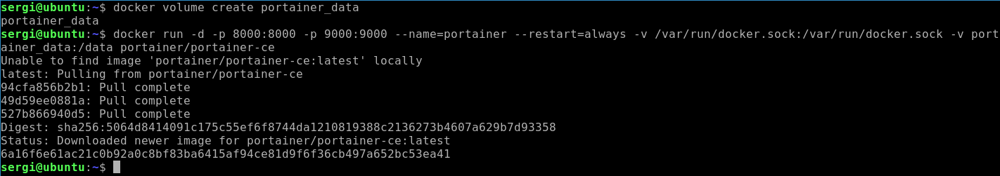 sergi@ubuntu:~$ docker volume create portainer_data
portainer_data
sergi@ubuntu:~$ docker run -d -p 8000:8000 -p 9000:9000 --name=portainer --restart=always -v /var/run/docker.sock:/var/run/docker.sock -v port
ainer_data:/data portainer/portainer-ce
Unable to find image 'portainer/portainer-ce:latest' locally
latest: Pulling from portainer/portainer-ce
94cfa856b2b1: Pull complete
49d59ee0881a: Pull complete
527b866940d5: Pull complete
Digest: sha256:5064d8414091c175c55ef6f8744da1210819388c2136273b4607a629b7d93358
Status: Downloaded newer image for portainer/portainer-ce:latest
6a16f6e61ac21c0b92a0c8bf83ba6415af94ce81d9f6f36cb497a652bc53ea41
sergi@ubuntu:~$